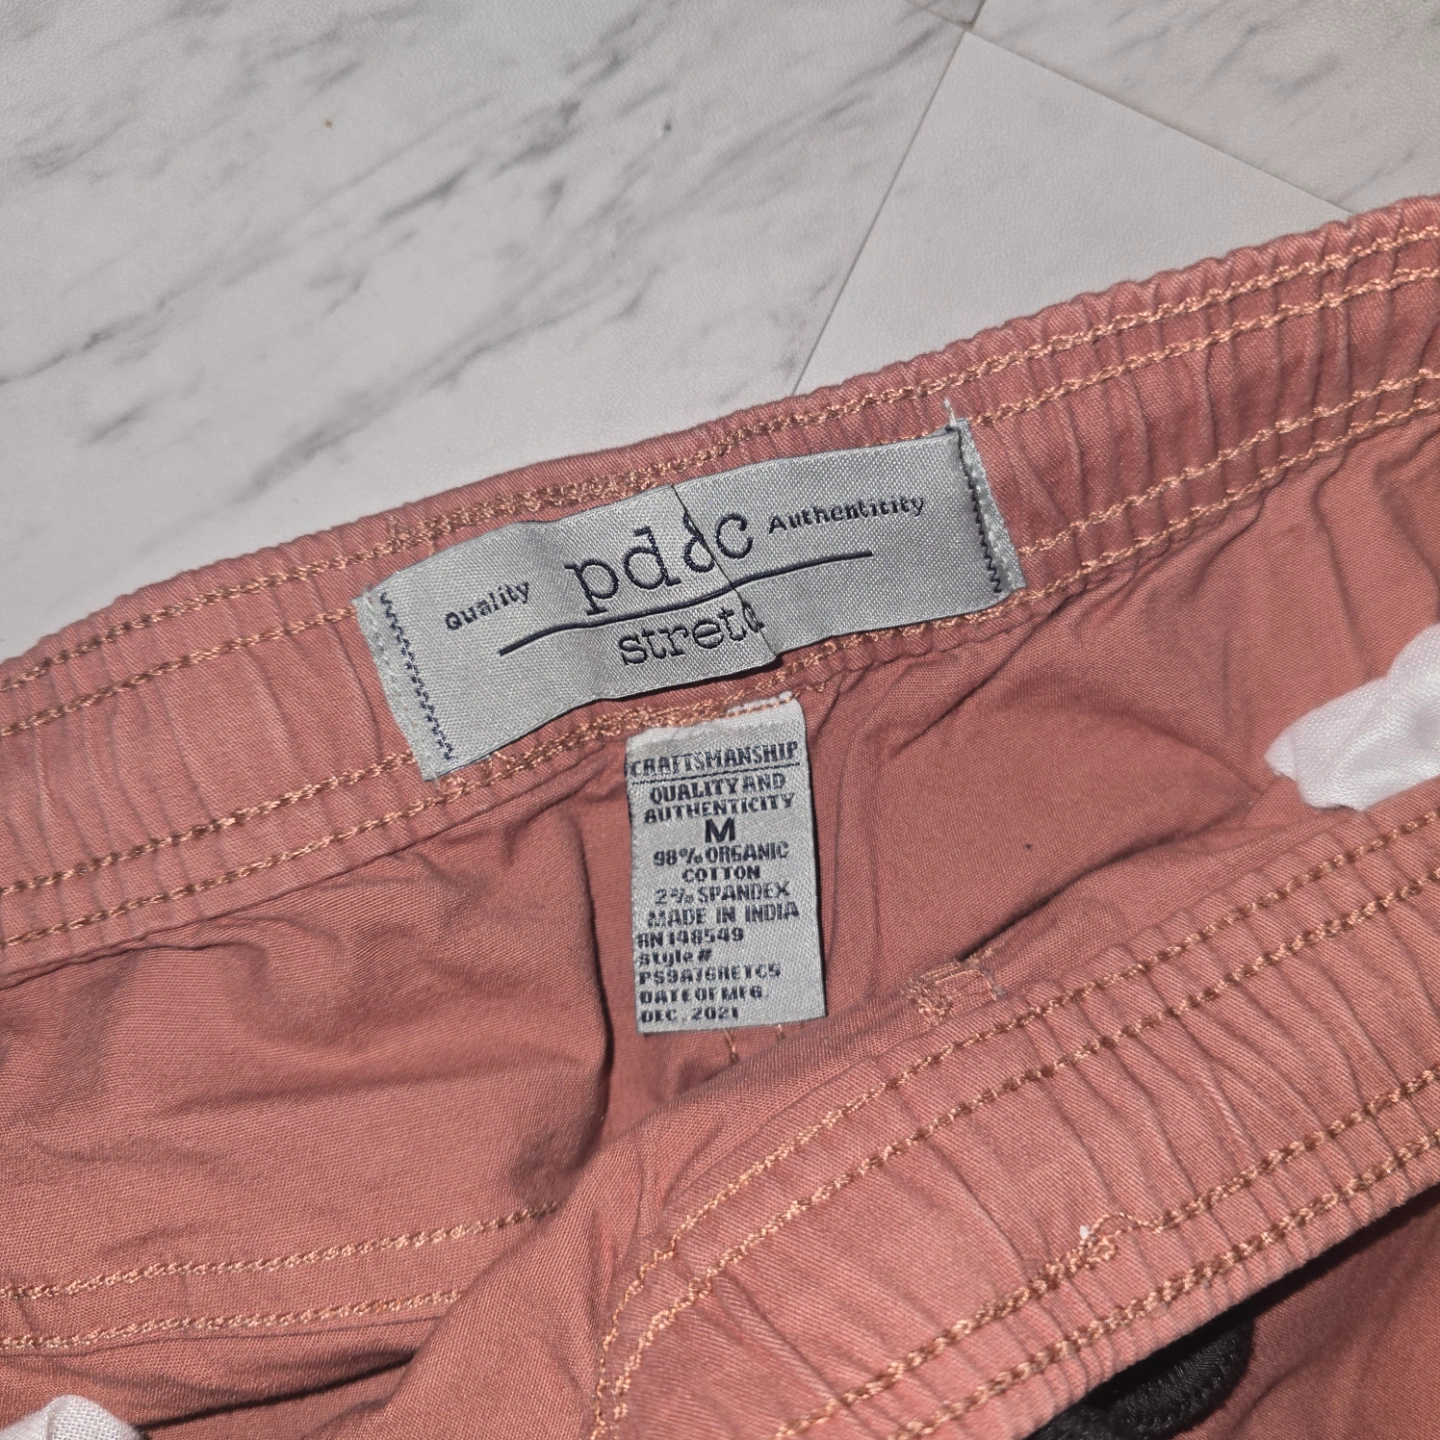 Quality pd&c Authenticity
stretc
CRAFTSMANSHIP
QUALITY AND
AUTHENTICITY
M
98% ORGANIC
COTTON
2% SPANDEX
MADE IN INDIA
RN 148549
Style #
PS9A76RETCS
DATE OF MFG.
DEC. 2021